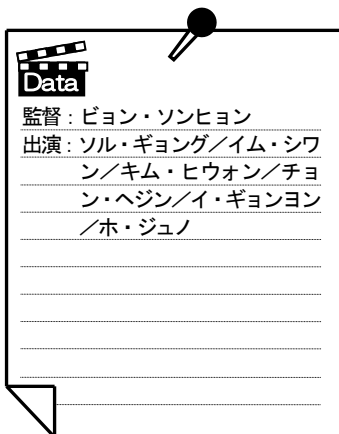 Data
監督：ビョン・ソンヒョン
出演：ソル・ギョング／イム・シワ
ン／キム・ヒウォン／チョ
ン・ヘジン／イ・ギョンヨン
／ホ・ジュノ